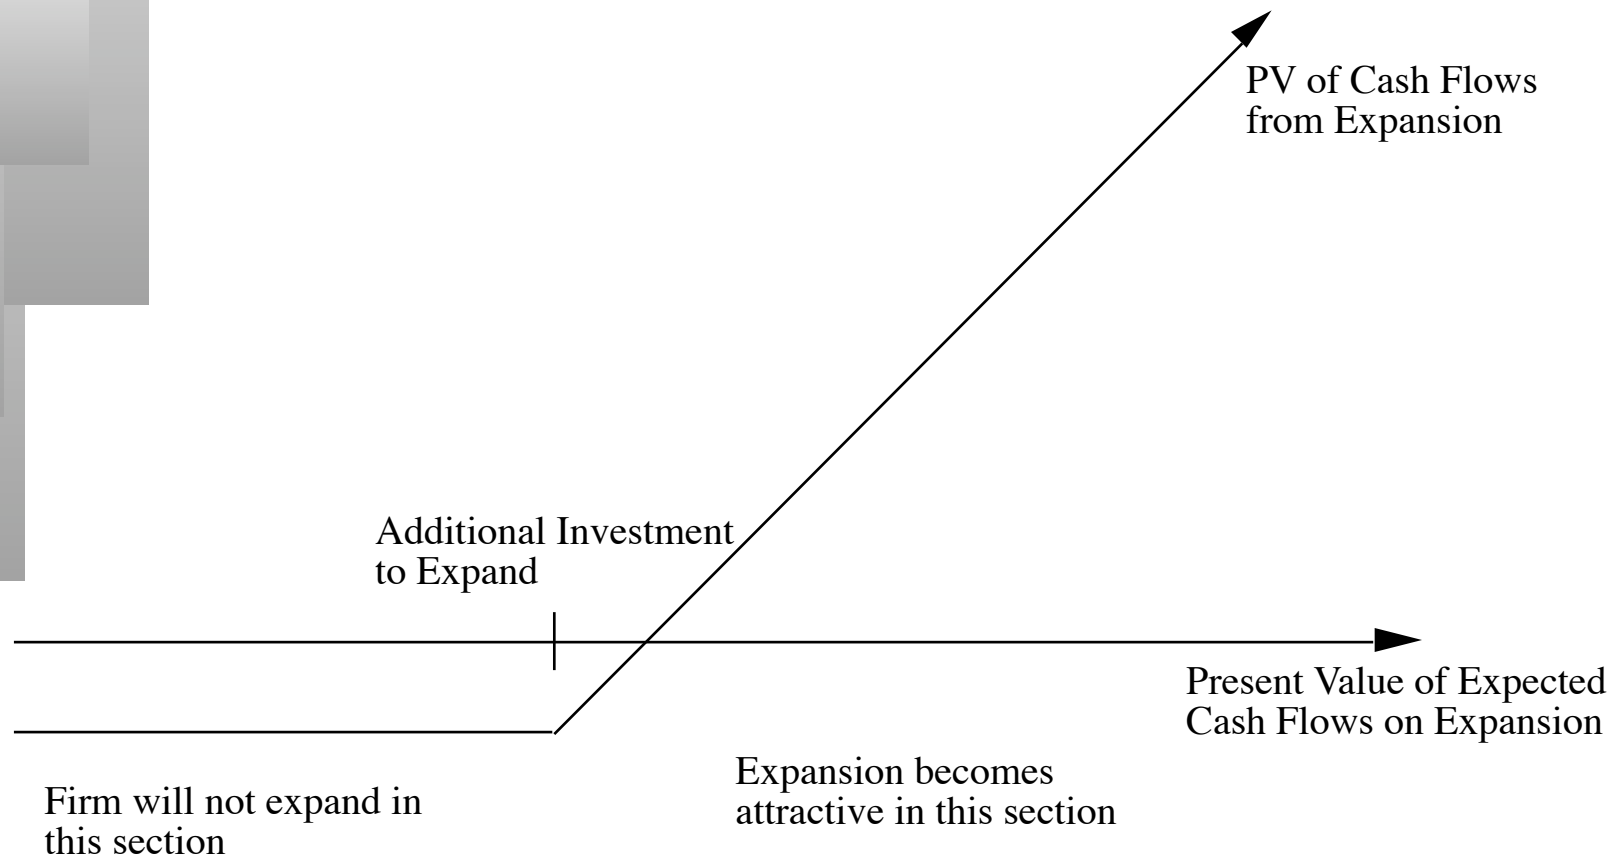 PV of Cash Flows
from Expansion
Additional Investment
to Expand
Present Value of Expected
Cash Flows on Expansion
Expansion becomes
attractive in this section
Firm will not expand in
this section